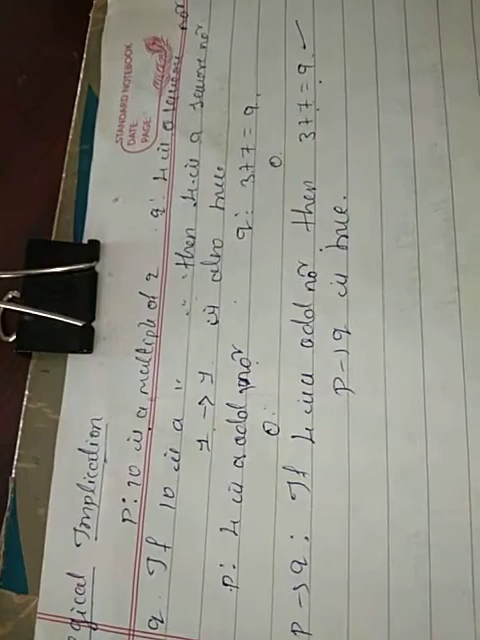 STANDARD NOTEBOOK
DATE
PAGE:
gical Implication
P: 10 is a multiple of 2 q: 4 is a square no
q. If 10 is a " " " then 4 is a square no
1 → 1 is also true
p: 4 is a odd no q: 3+7 = 9.
0. 0.
P → q : If 4 is a odd no then 3+7 = 9.
P → q is true.